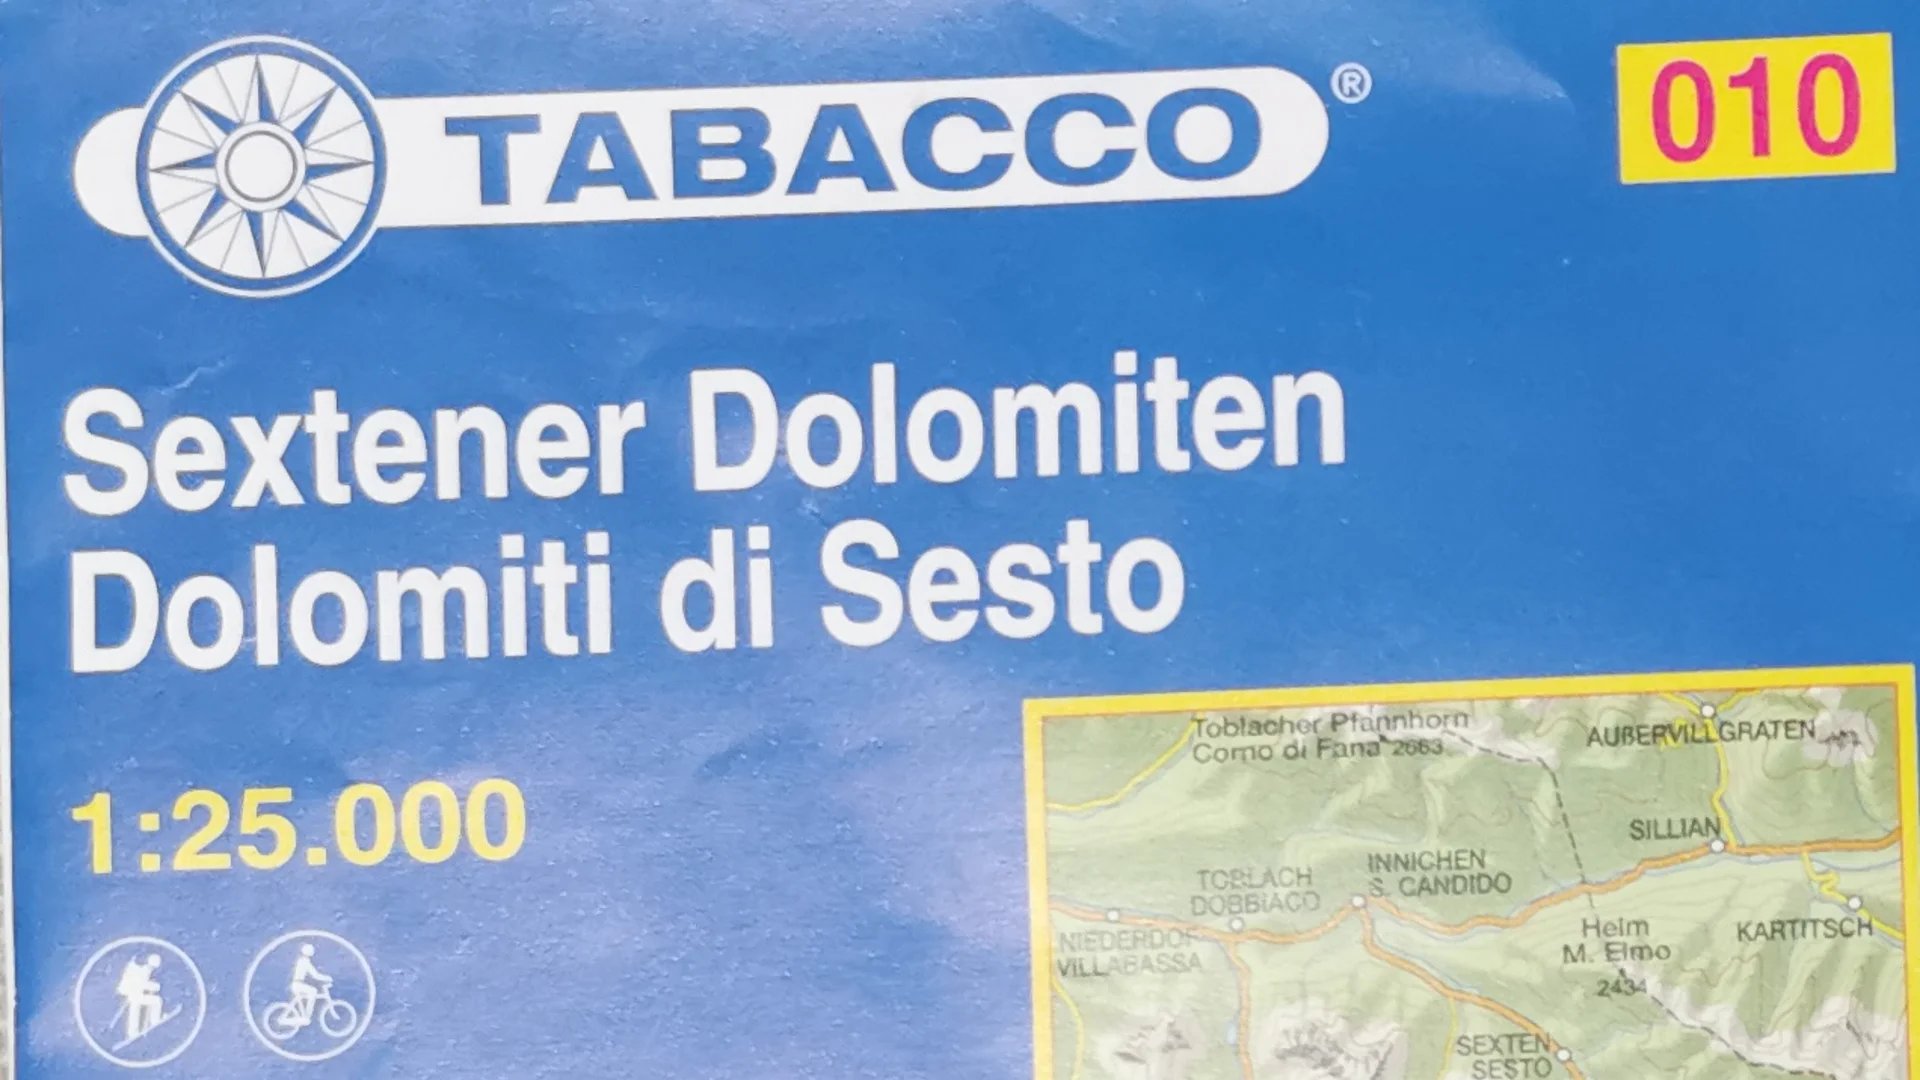 TABACCO®
010
Sextener Dolomiten
Dolomiti di Sesto
1:25.000
Toblacher Pfannhorn
Corno di Fana 2663
AUßERVILLGRATEN
SILLIAN
INNICHEN
S. CANDIDO
TOBLACH
DOBBIACO
NIEDERDORF
VILLABASSA
Helm
M. Elmo
2434
KARTITSCH
SEXTEN
SESTO